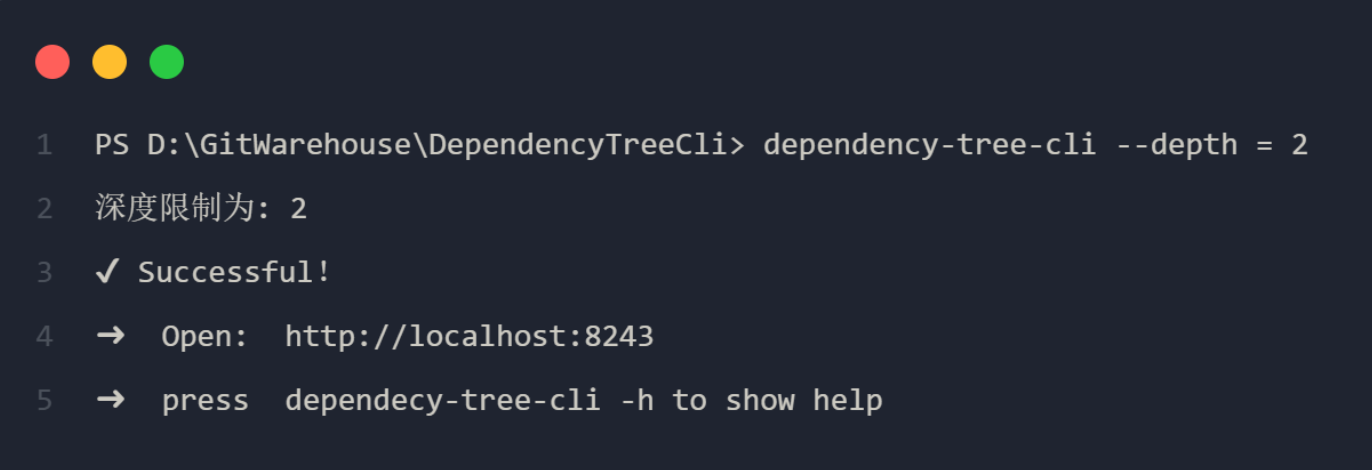 1 PS D:\GitWarehouse\DependencyTreeCli> dependency-tree-cli --depth = 2
2 深度限制为: 2
3 ✓ Successful!
4 ➜ Open: http://localhost:8243
5 ➜ press dependecy-tree-cli -h to show help